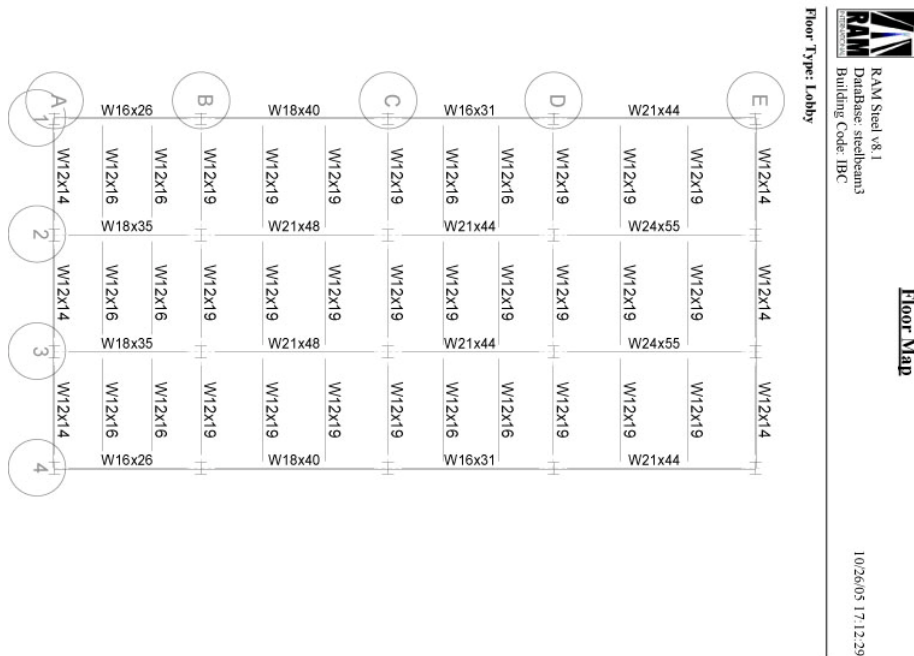 RAM
INTERNATIONAL
Floor Map
RAM Steel v8.1
DataBase: steelbeam3
Building Code: IBC
10/26/05 17:12:29
Floor Type: Lobby
A B C D E
1
W16x26 W18x40 W16x31 W21x44
W12x14 W12x16 W12x16 W12x19 W12x19 W12x19 W12x19 W12x16 W12x16 W12x19 W12x19 W12x19 W12x14
2
W18x35 W21x48 W21x44 W24x55
W12x14 W12x16 W12x16 W12x19 W12x19 W12x19 W12x19 W12x19 W12x19 W12x19 W12x19 W12x19 W12x14
3
W18x35 W21x48 W21x44 W24x55
W12x14 W12x16 W12x16 W12x19 W12x19 W12x19 W12x19 W12x16 W12x16 W12x19 W12x19 W12x19 W12x14
4
W16x26 W18x40 W16x31 W21x44